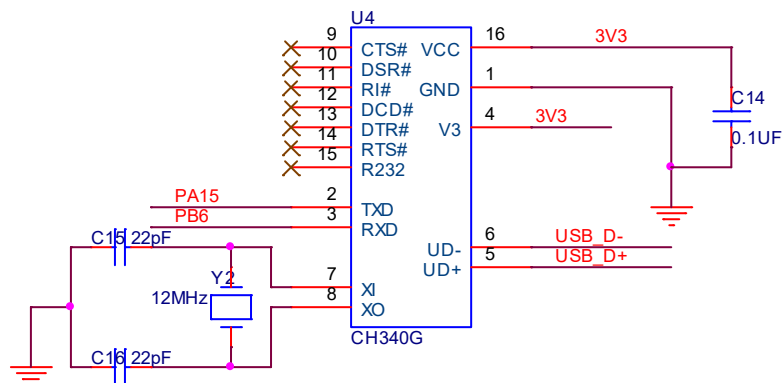 U4
9 CTS# VCC 16 3V3
10 DSR#
11 RI# GND 1
12 DCD# C14
13 DTR# V3 4 3V3
14 RTS# 0.1UF
15 R232
PA15 2 TXD
PB6 3 RXD
C15 22pF UD- 6 USB_D-
UD+ 5 USB_D+
Y2 7 XI
12MHz 8 XO
C16 22pF CH340G